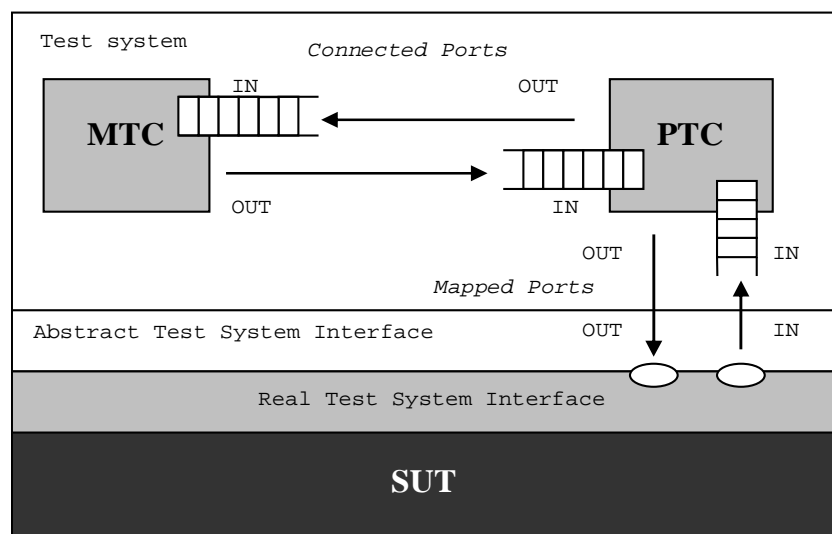 Test system
Connected Ports
IN
OUT
MTC
PTC
OUT
IN
OUT
IN
Mapped Ports
Abstract Test System Interface
OUT
IN
Real Test System Interface
SUT